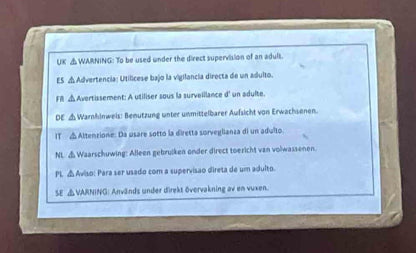 UK ⚠ WARNING: To be used under the direct supervision of an adult.
ES ⚠ Advertencia: Utilicese bajo la vigilancia directa de un adulto.
FR ⚠ Avertissement: A utiliser sous la surveillance d' un adulte.
DE ⚠ Warnhinweis: Benutzung unter unmittelbarer Aufsicht von Erwachsenen.
IT ⚠ Attenzione: Da usare sotto la diretta sorveglianza di un adulto.
NL ⚠ Waarschuwing: Alleen gebruiken onder direct toezicht van volwassenen.
PL ⚠ Aviso: Para ser usado com a supervisao direta de um adulto.
SE ⚠ VARNING: Används under direkt övervakning av en vuxen.